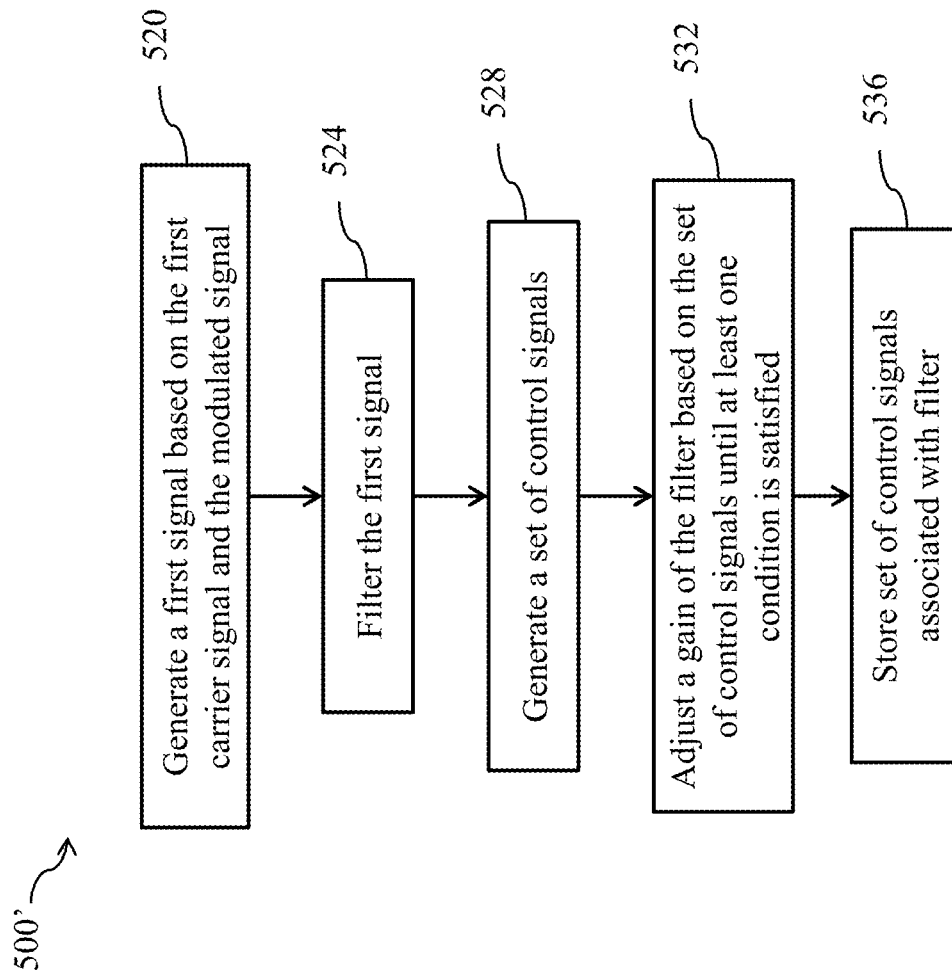 500'
Generate a first signal based on the first
carrier signal and the modulated signal
520
Filter the first signal
524
Generate a set of control signals
528
Adjust a gain of the filter based on the set
of control signals until at least one
condition is satisfied
532
Store set of control signals
associated with filter
536